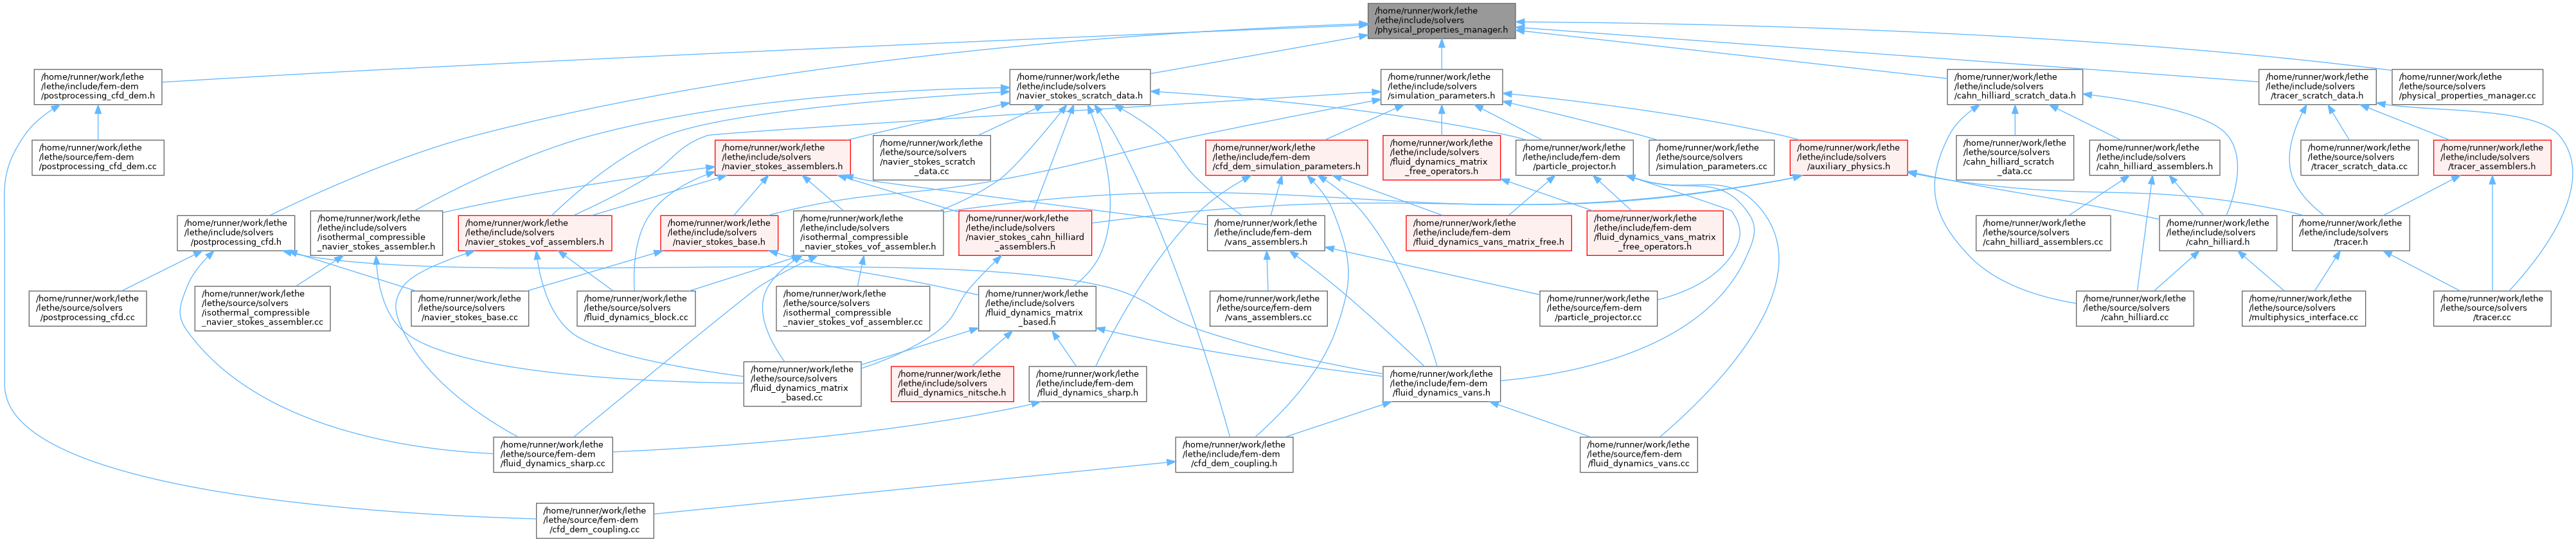 /home/runner/work/lethe
/lethe/include/solvers
/physical_properties_manager.h
/home/runner/work/lethe
/lethe/include/fem-dem
/postprocessing_cfd_dem.h
/home/runner/work/lethe
/lethe/include/solvers
/navier_stokes_scratch_data.h
/home/runner/work/lethe
/lethe/include/solvers
/simulation_parameters.h
/home/runner/work/lethe
/lethe/include/solvers
/cahn_hilliard_scratch_data.h
/home/runner/work/lethe
/lethe/include/solvers
/tracer_scratch_data.h
/home/runner/work/lethe
/lethe/source/solvers
/physical_properties_manager.cc
/home/runner/work/lethe
/lethe/source/fem-dem
/postprocessing_cfd_dem.cc
/home/runner/work/lethe
/lethe/include/solvers
/navier_stokes_assemblers.h
/home/runner/work/lethe
/lethe/source/solvers
/navier_stokes_scratch
_data.cc
/home/runner/work/lethe
/lethe/include/fem-dem
/cfd_dem_simulation_parameters.h
/home/runner/work/lethe
/lethe/include/solvers
/fluid_dynamics_matrix
_free_operators.h
/home/runner/work/lethe
/lethe/include/fem-dem
/particle_projector.h
/home/runner/work/lethe
/lethe/source/solvers
/simulation_parameters.cc
/home/runner/work/lethe
/lethe/include/solvers
/auxiliary_physics.h
/home/runner/work/lethe
/lethe/source/solvers
/cahn_hilliard_scratch
_data.cc
/home/runner/work/lethe
/lethe/include/solvers
/cahn_hilliard_assemblers.h
/home/runner/work/lethe
/lethe/source/solvers
/tracer_scratch_data.cc
/home/runner/work/lethe
/lethe/include/solvers
/tracer_assemblers.h
/home/runner/work/lethe
/lethe/include/solvers
/postprocessing_cfd.h
/home/runner/work/lethe
/lethe/include/solvers
/isothermal_compressible
_navier_stokes_assembler.h
/home/runner/work/lethe
/lethe/include/solvers
/navier_stokes_vof_assemblers.h
/home/runner/work/lethe
/lethe/include/solvers
/navier_stokes_base.h
/home/runner/work/lethe
/lethe/include/solvers
/isothermal_compressible
_navier_stokes_vof_assembler.h
/home/runner/work/lethe
/lethe/include/solvers
/navier_stokes_cahn_hilliard
_assemblers.h
/home/runner/work/lethe
/lethe/include/fem-dem
/vans_assemblers.h
/home/runner/work/lethe
/lethe/include/fem-dem
/fluid_dynamics_vans_matrix_free.h
/home/runner/work/lethe
/lethe/include/fem-dem
/fluid_dynamics_vans_matrix
_free_operators.h
/home/runner/work/lethe
/lethe/source/solvers
/cahn_hilliard_assemblers.cc
/home/runner/work/lethe
/lethe/include/solvers
/cahn_hilliard.h
/home/runner/work/lethe
/lethe/include/solvers
/tracer.h
/home/runner/work/lethe
/lethe/source/solvers
/postprocessing_cfd.cc
/home/runner/work/lethe
/lethe/source/solvers
/isothermal_compressible
_navier_stokes_assembler.cc
/home/runner/work/lethe
/lethe/source/solvers
/navier_stokes_base.cc
/home/runner/work/lethe
/lethe/source/solvers
/fluid_dynamics_block.cc
/home/runner/work/lethe
/lethe/source/solvers
/isothermal_compressible
_navier_stokes_vof_assembler.cc
/home/runner/work/lethe
/lethe/include/solvers
/fluid_dynamics_matrix
_based.h
/home/runner/work/lethe
/lethe/source/fem-dem
/vans_assemblers.cc
/home/runner/work/lethe
/lethe/source/fem-dem
/particle_projector.cc
/home/runner/work/lethe
/lethe/source/solvers
/cahn_hilliard.cc
/home/runner/work/lethe
/lethe/source/solvers
/multiphysics_interface.cc
/home/runner/work/lethe
/lethe/source/solvers
/tracer.cc
/home/runner/work/lethe
/lethe/source/solvers
/fluid_dynamics_matrix
_based.cc
/home/runner/work/lethe
/lethe/include/solvers
/fluid_dynamics_nitsche.h
/home/runner/work/lethe
/lethe/include/fem-dem
/fluid_dynamics_sharp.h
/home/runner/work/lethe
/lethe/include/fem-dem
/fluid_dynamics_vans.h
/home/runner/work/lethe
/lethe/source/fem-dem
/fluid_dynamics_sharp.cc
/home/runner/work/lethe
/lethe/include/fem-dem
/cfd_dem_coupling.h
/home/runner/work/lethe
/lethe/source/fem-dem
/fluid_dynamics_vans.cc
/home/runner/work/lethe
/lethe/source/fem-dem
/cfd_dem_coupling.cc